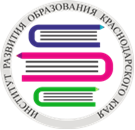 ИНСТИТУТ РАЗВИТИЯ ОБРАЗОВАНИЯ КРАСНОДАРСКОГО КРАЯ